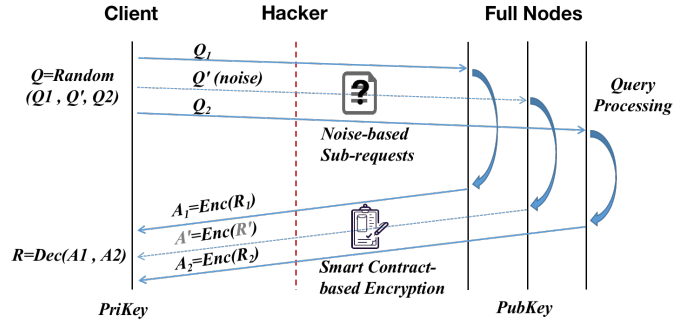 Client
Hacker
Full Nodes
Q1
Q=Random
(Q1 , Q', Q2)
Q' (noise)
?
Query
Processing
Q2
Noise-based
Sub-requests
A1=Enc(R1)
A'=Enc(R')
R=Dec(A1 , A2)
A2=Enc(R2)
Smart Contract-
based Encryption
PriKey
PubKey